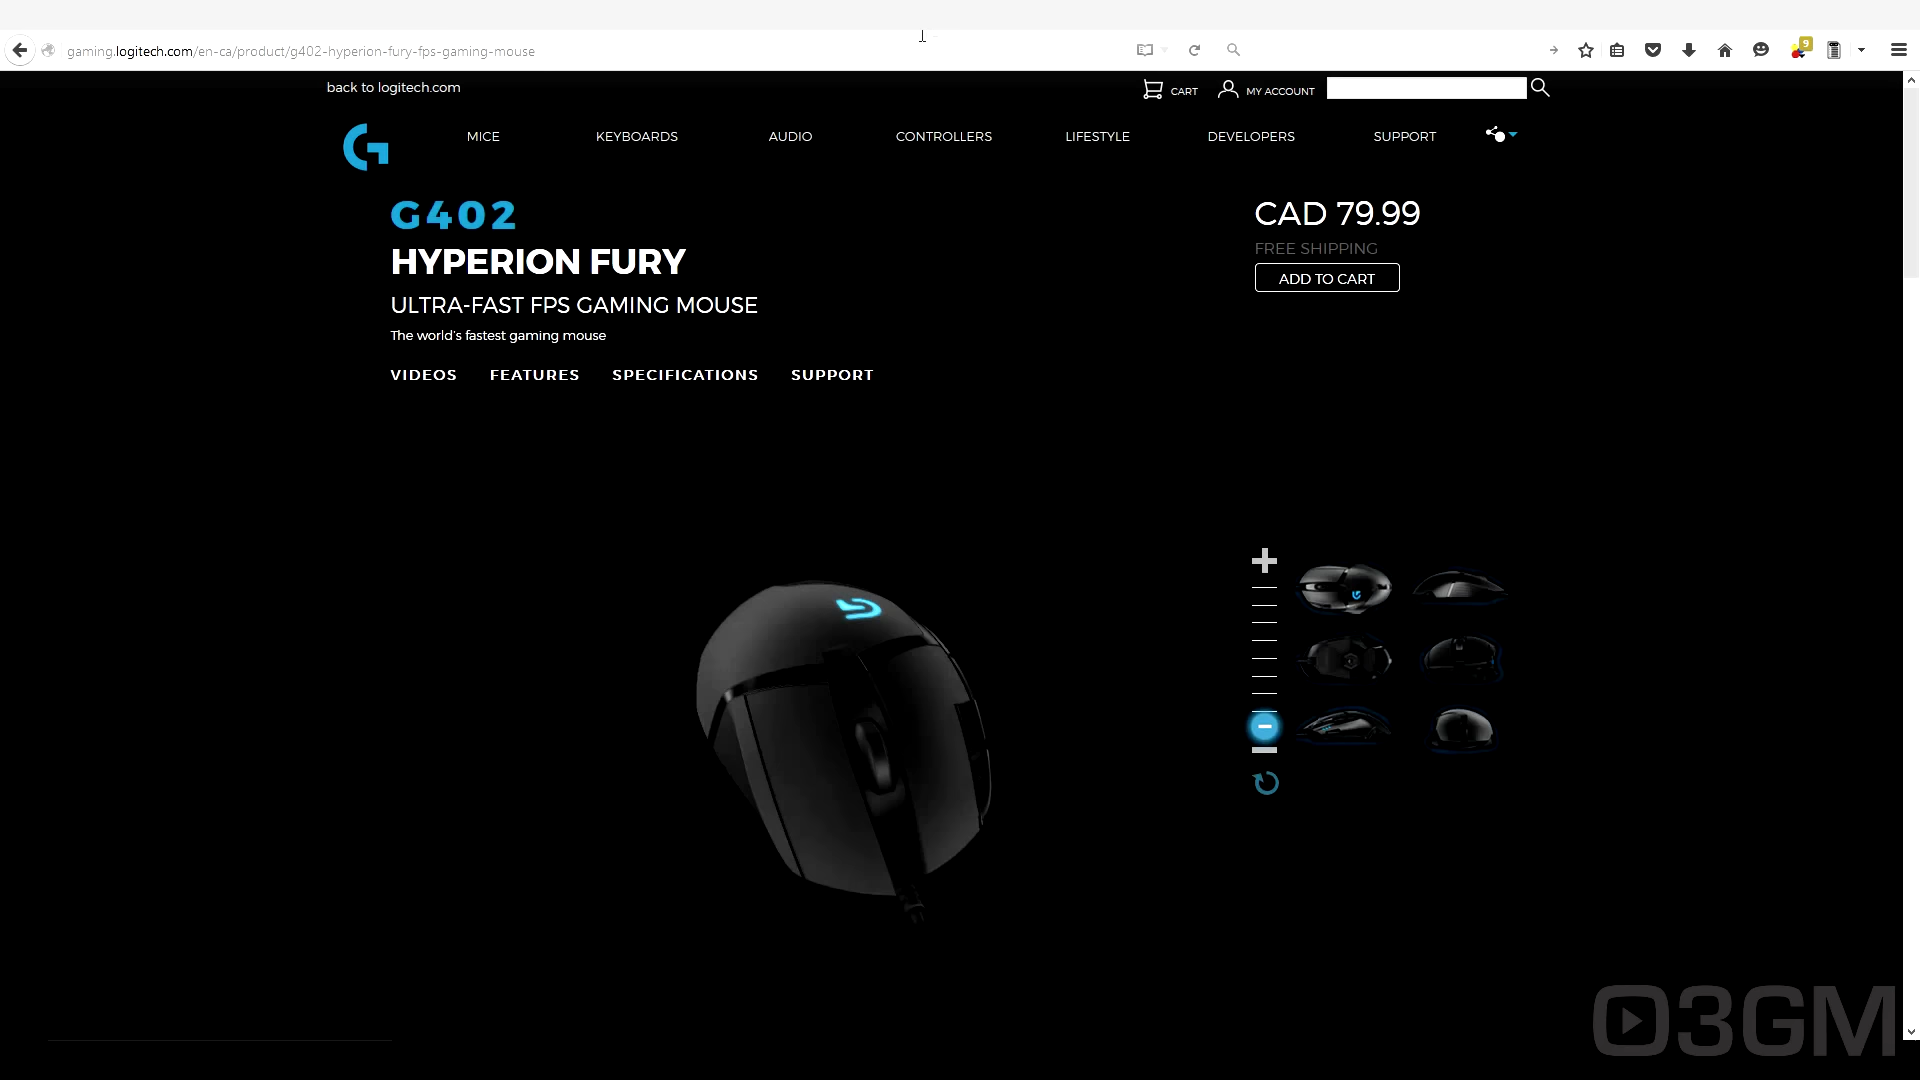 gaming.logitech.com/en-ca/product/g402-hyperion-fury-fps-gaming-mouse
9
back to logitech.com
CART
MY ACCOUNT
MICE
KEYBOARDS
AUDIO
CONTROLLERS
LIFESTYLE
DEVELOPERS
SUPPORT
G402
HYPERION FURY
ULTRA-FAST FPS GAMING MOUSE
The world's fastest gaming mouse
CAD 79.99
FREE SHIPPING
ADD TO CART
VIDEOS
FEATURES
SPECIFICATIONS
SUPPORT
O3GM